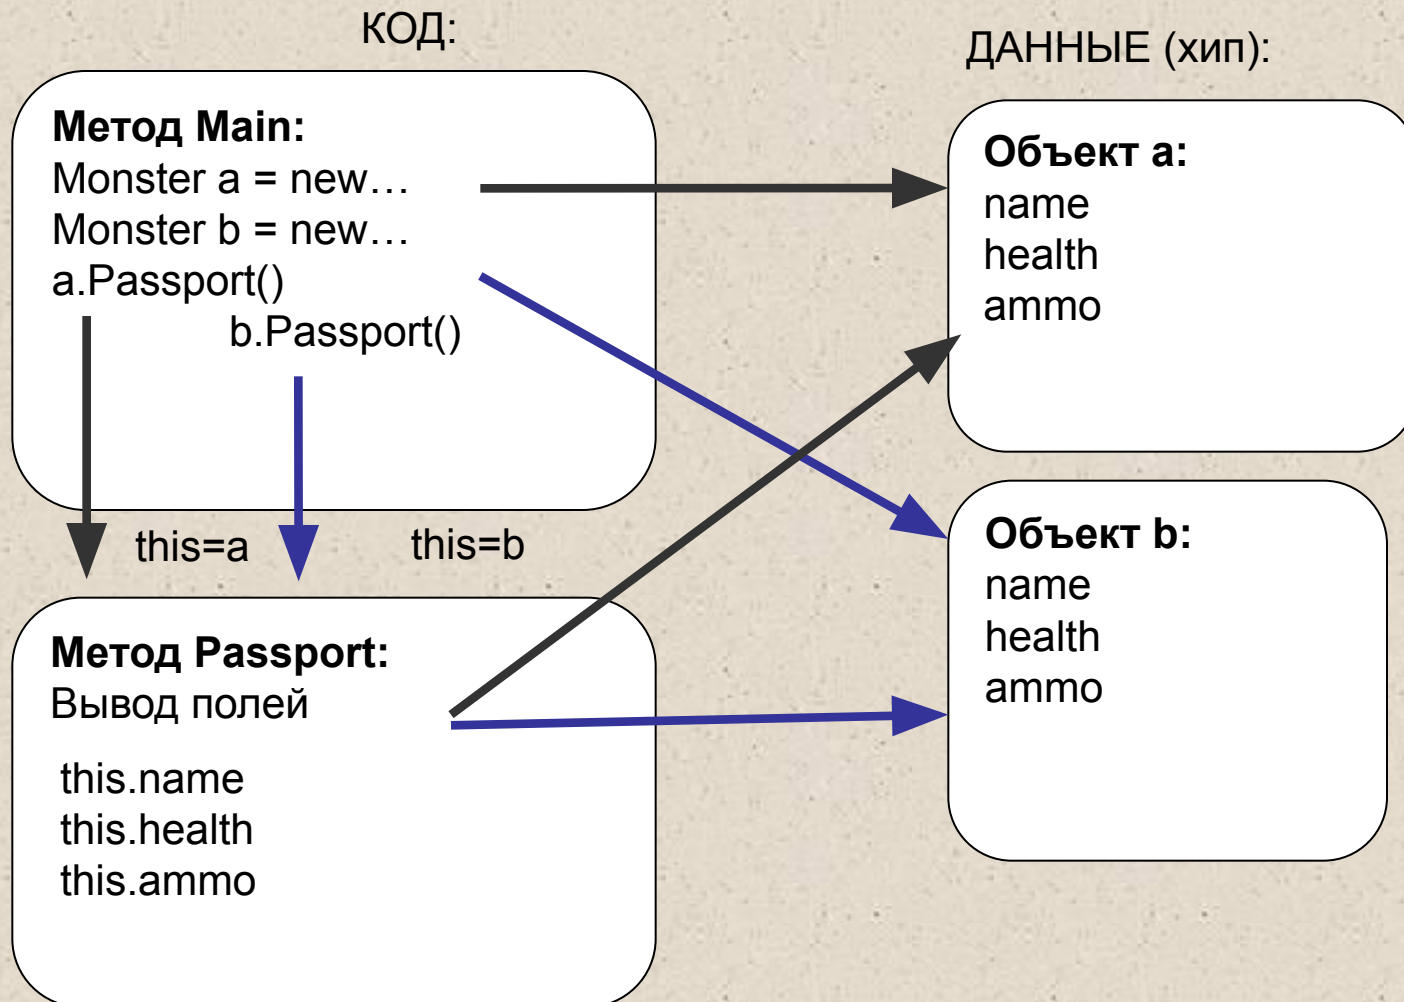 КОД:
Метод Main:
Monster a = new…
Monster b = new…
a.Passport()
b.Passport()
this=a
this=b
Метод Passport:
Вывод полей
this.name
this.health
this.ammo
ДАННЫЕ (хип):
Объект a:
name
health
ammo
Объект b:
name
health
ammo